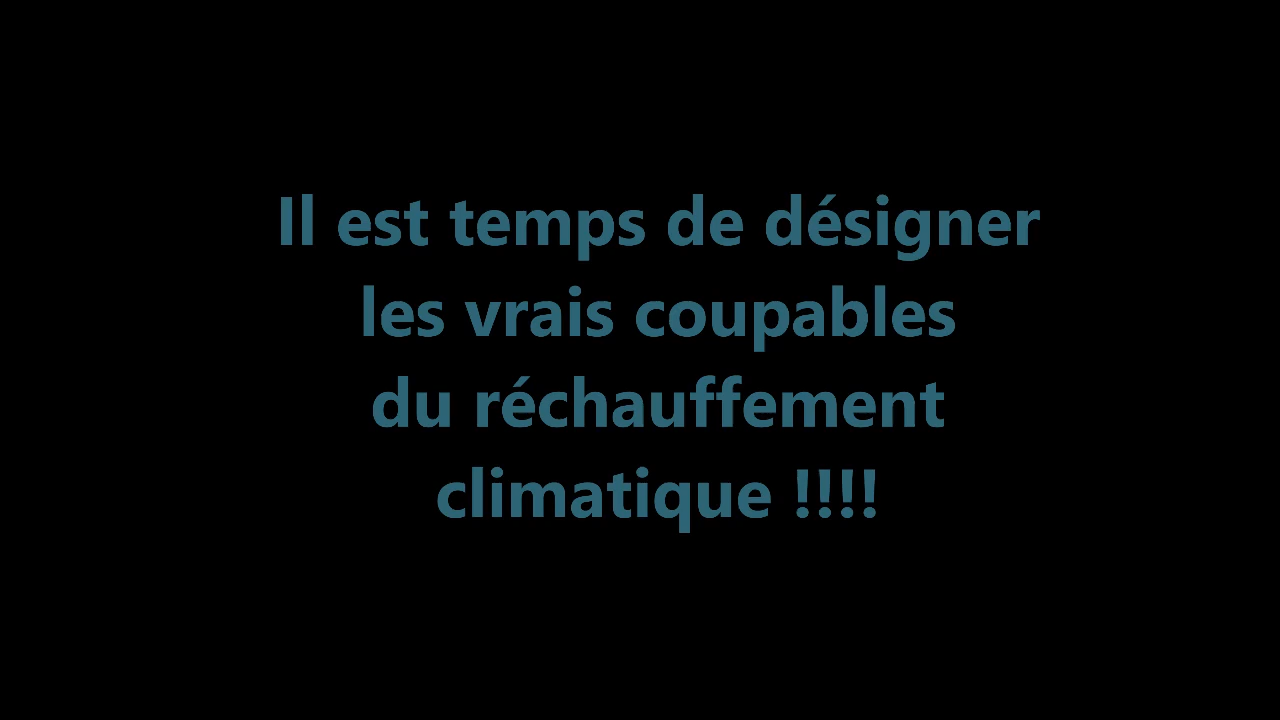 Il est temps de désigner
les vrais coupables
du réchauffement
climatique !!!!